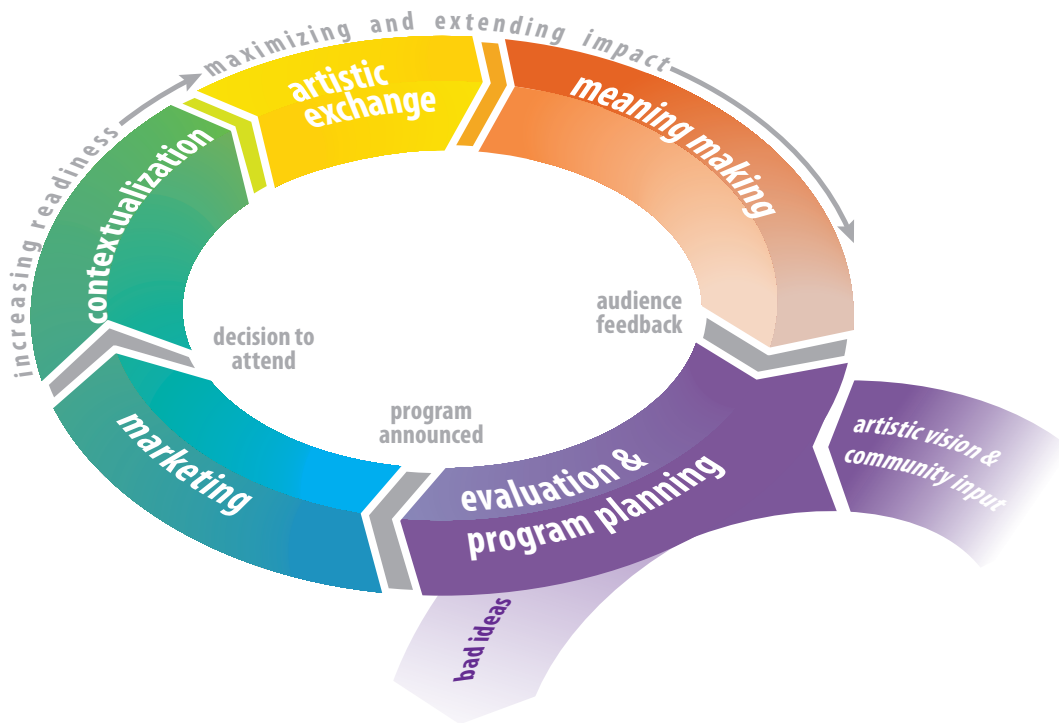 maximizing and extending impact
artistic
exchange
meaning making
increasing readiness
contextualization
audience
feedback
decision to
attend
program
announced
marketing
evaluation &
program planning
artistic vision &
community input
bad ideas